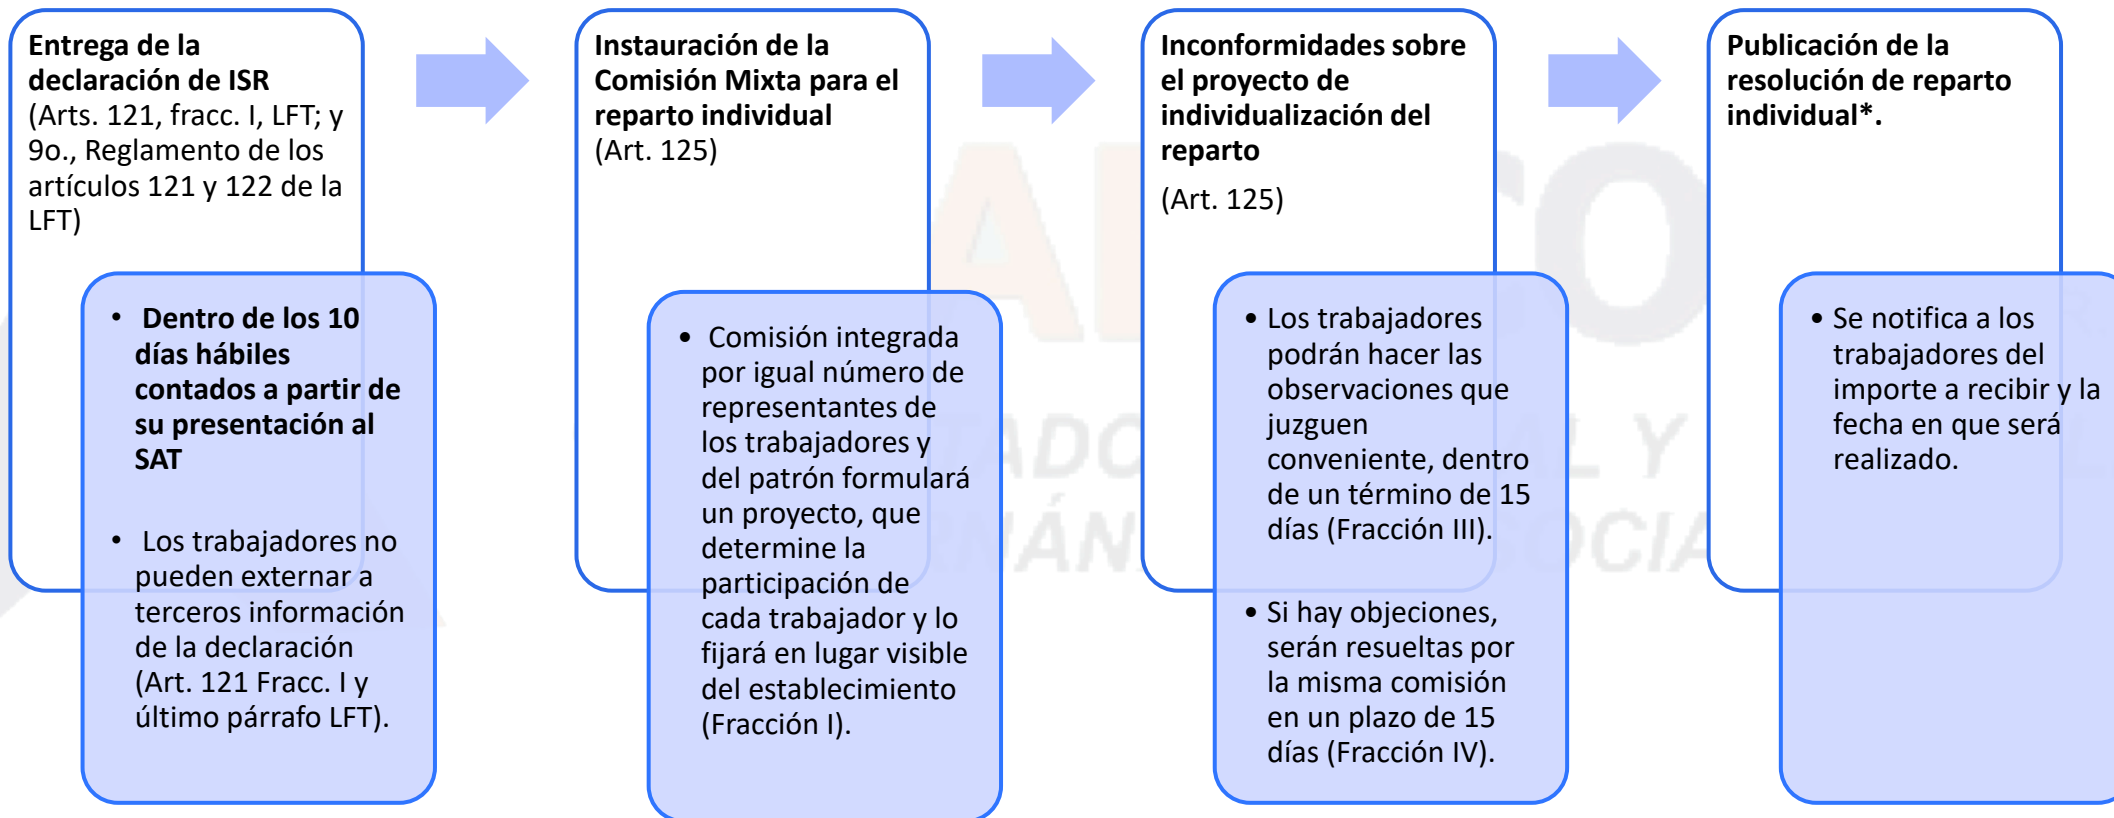 Entrega de la
declaración de ISR
(Arts. 121, fracc. I, LFT; y
9o., Reglamento de los
artículos 121 y 122 de la
LFT)
• Dentro de los 10
días hábiles
contados a partir de
su presentación al
SAT
• Los trabajadores no
pueden externar a
terceros información
de la declaración
(Art. 121 Fracc. I y
último párrafo LFT).
Instauración de la
Comisión Mixta para el
reparto individual
(Art. 125)
• Comisión integrada
por igual número de
representantes de
los trabajadores y
del patrón formulará
un proyecto, que
determine la
participación de
cada trabajador y lo
fijará en lugar visible
del establecimiento
(Fracción I).
Inconformidades sobre
el proyecto de
individualización del
reparto
(Art. 125)
• Los trabajadores
podrán hacer las
observaciones que
juzguen
conveniente, dentro
de un término de 15
días (Fracción III).
• Si hay objeciones,
serán resueltas por
la misma comisión
en un plazo de 15
días (Fracción IV).
Publicación de la
resolución de reparto
individual*.
• Se notifica a los
trabajadores del
importe a recibir y la
fecha en que será
realizado.